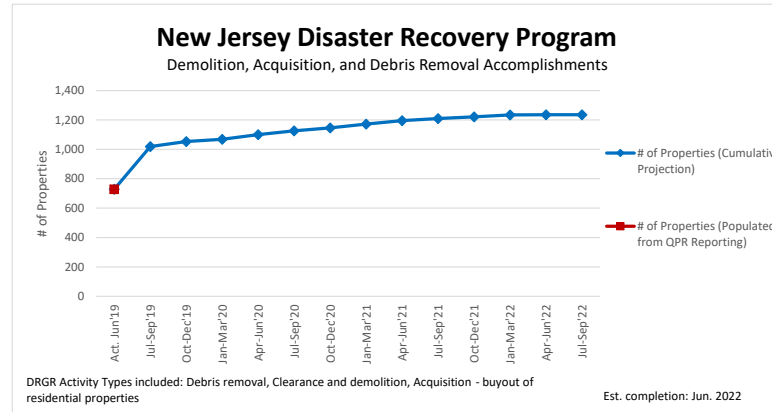 New Jersey Disaster Recovery Program
Demolition, Acquisition, and Debris Removal Accomplishments
1,400
1,200
1,000
800
600
400
200
0
# of Properties
Act. Jun'19
Jul-Sep'19
Oct-Dec'19
Jan-Mar'20
Apr-Jun'20
Jul-Sep'20
Oct-Dec'20
Jan-Mar'21
Apr-Jun'21
Jul-Sep'21
Oct-Dec'21
Jan-Mar'22
Apr-Jun'22
Jul-Sep'22
# of Properties (Cumulativ
Projection)
# of Properties (Populated
from QPR Reporting)
DRGR Activity Types included: Debris removal, Clearance and demolition, Acquisition - buyout of
residential properties
Est. completion: Jun. 2022